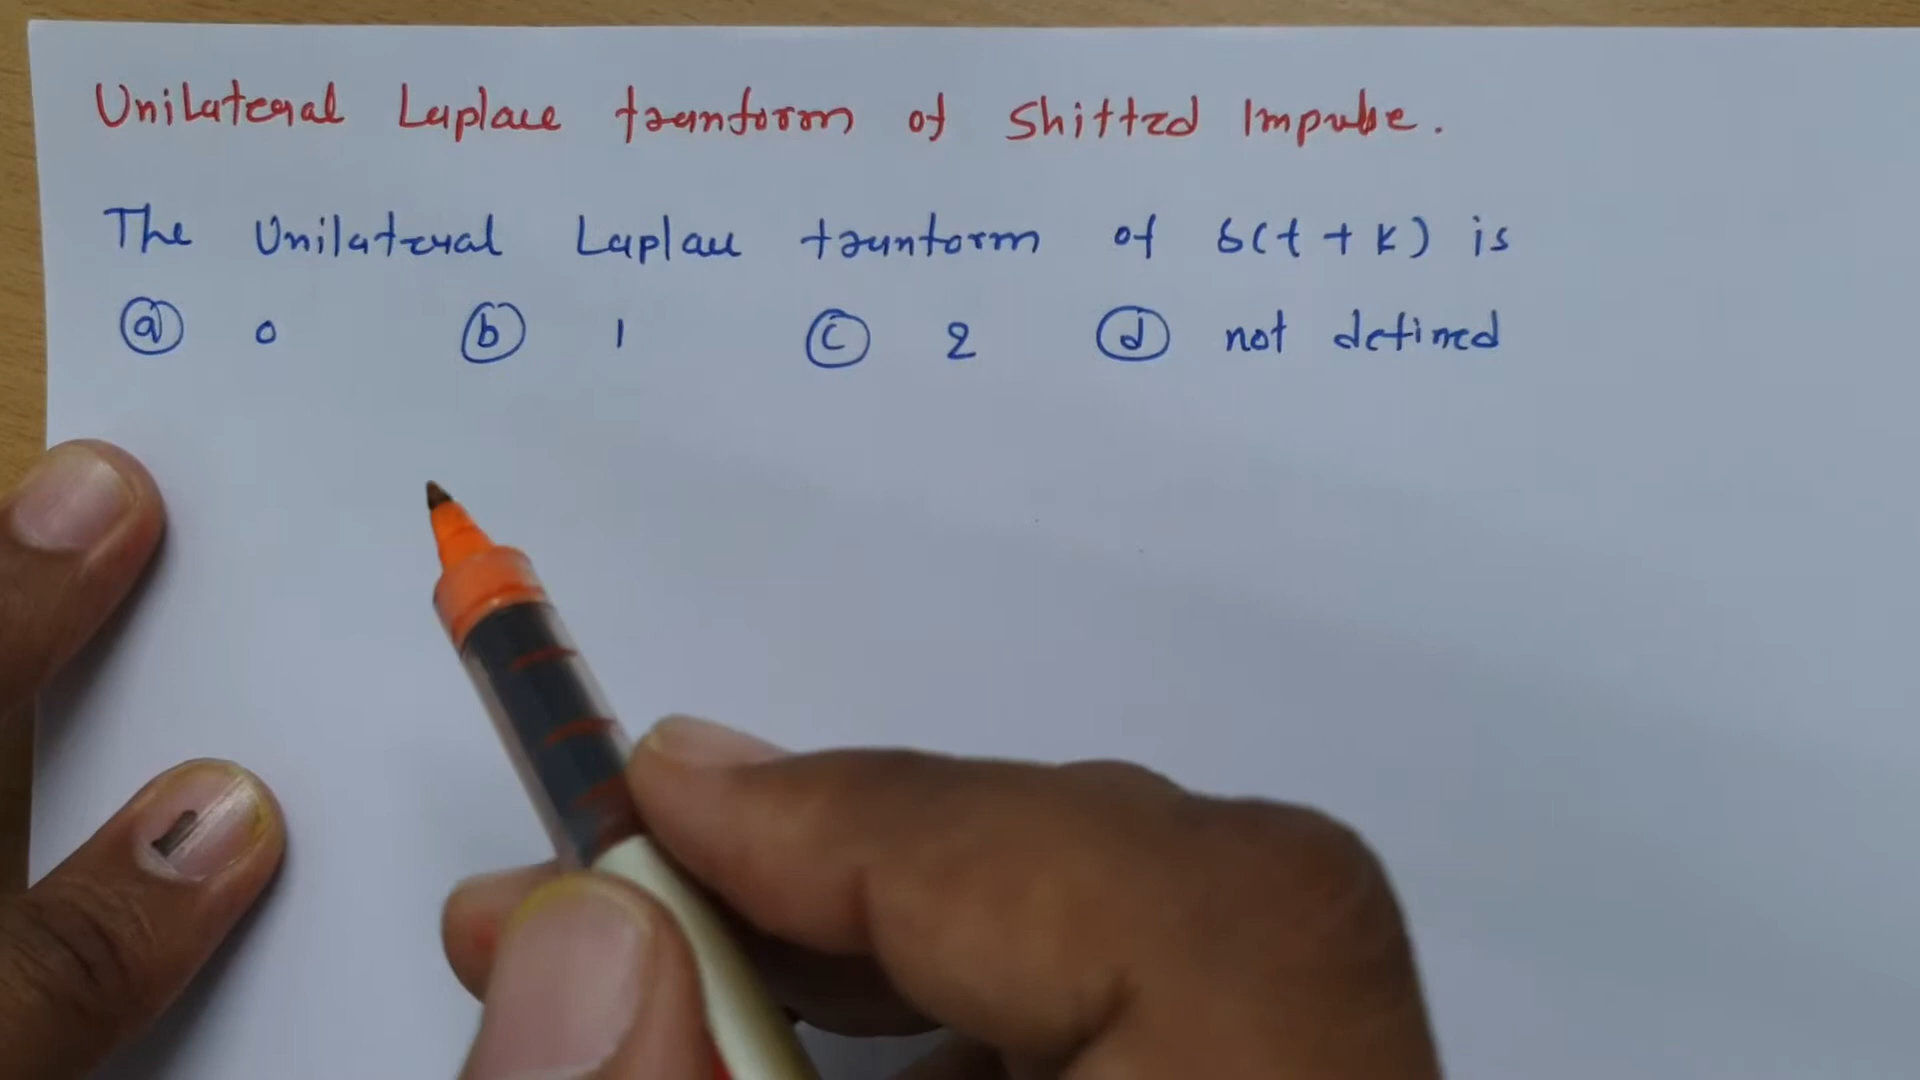 Unilateral Laplace transform of Shifted Impulse.
The Unilateral Laplace transform of δ(t + k) is
(a) 0 (b) 1 (c) 2 (d) not defined